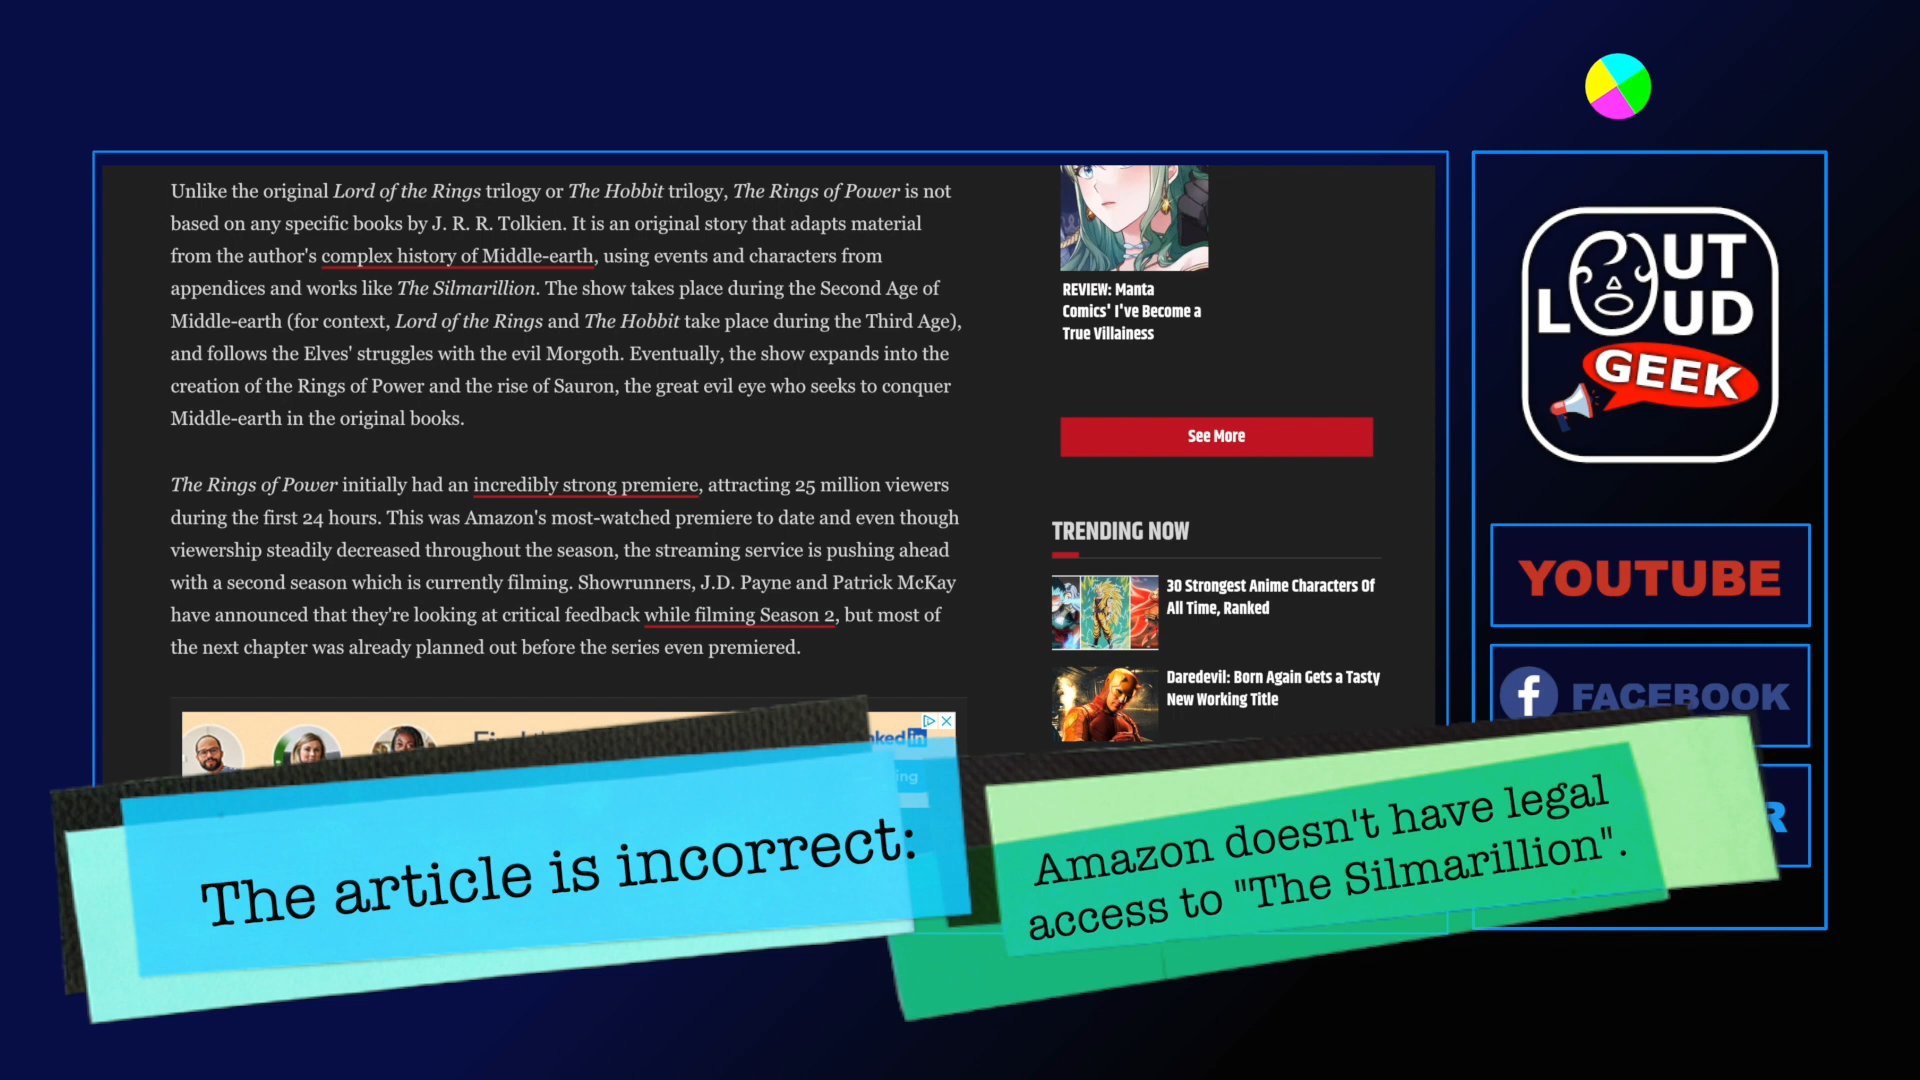 Unlike the original Lord of the Rings trilogy or The Hobbit trilogy, The Rings of Power is not
based on any specific books by J. R. R. Tolkien. It is an original story that adapts material
from the author's complex history of Middle-earth, using events and characters from
appendices and works like The Silmarillion. The show takes place during the Second Age of
Middle-earth (for context, Lord of the Rings and The Hobbit take place during the Third Age),
and follows the Elves' struggles with the evil Morgoth. Eventually, the show expands into the
creation of the Rings of Power and the rise of Sauron, the great evil eye who seeks to conquer
Middle-earth in the original books.
The Rings of Power initially had an incredibly strong premiere, attracting 25 million viewers
during the first 24 hours. This was Amazon's most-watched premiere to date and even though
viewership steadily decreased throughout the season, the streaming service is pushing ahead
with a second season which is currently filming. Showrunners, J.D. Payne and Patrick McKay
have announced that they're looking at critical feedback while filming Season 2, but most of
the next chapter was already planned out before the series even premiered.
REVIEW: Manta
Comics' I've Become a
True Villainess
See More
TRENDING NOW
30 Strongest Anime Characters Of
All Time, Ranked
Daredevil: Born Again Gets a Tasty
New Working Title
OUT
LOUD
GEEK
YOUTUBE
FACEBOOK
The article is incorrect:
Amazon doesn't have legal
access to "The Silmarillion".